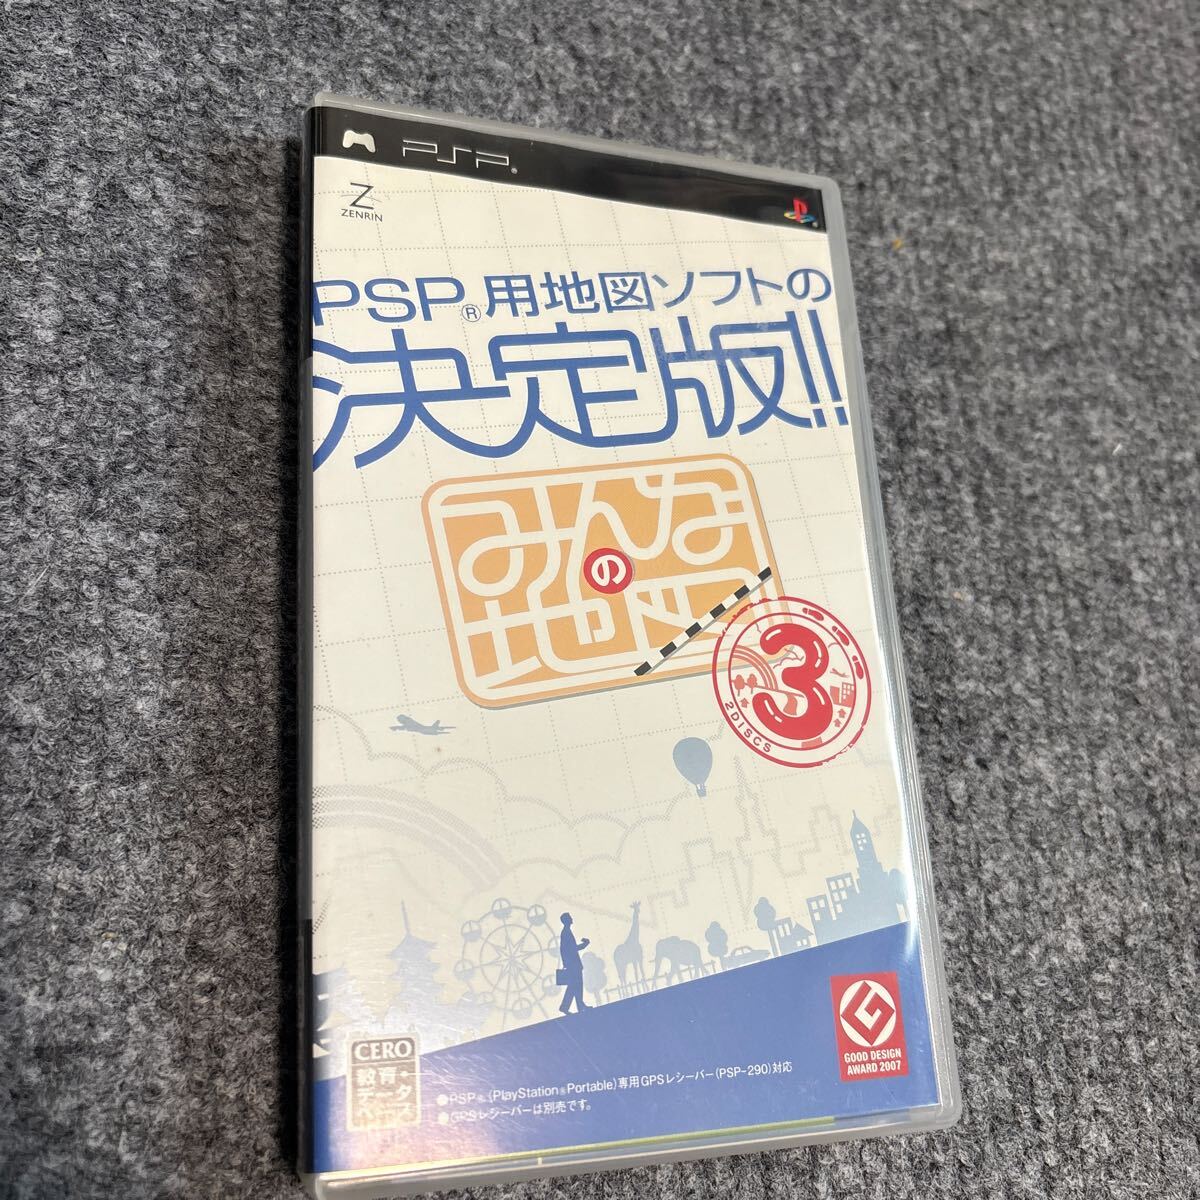 PSP®
Z
ZENRIN
PSP®用地図ソフトの
決定版!!
みんな
の
地図
3
2DISCS
CERO
教育・
データ
ベース
●PSP®「PlayStation®Portable」専用GPSレシーバー(PSP-290)対応
●GPSレシーバーは別売です。
G
GOOD DESIGN
AWARD 2007